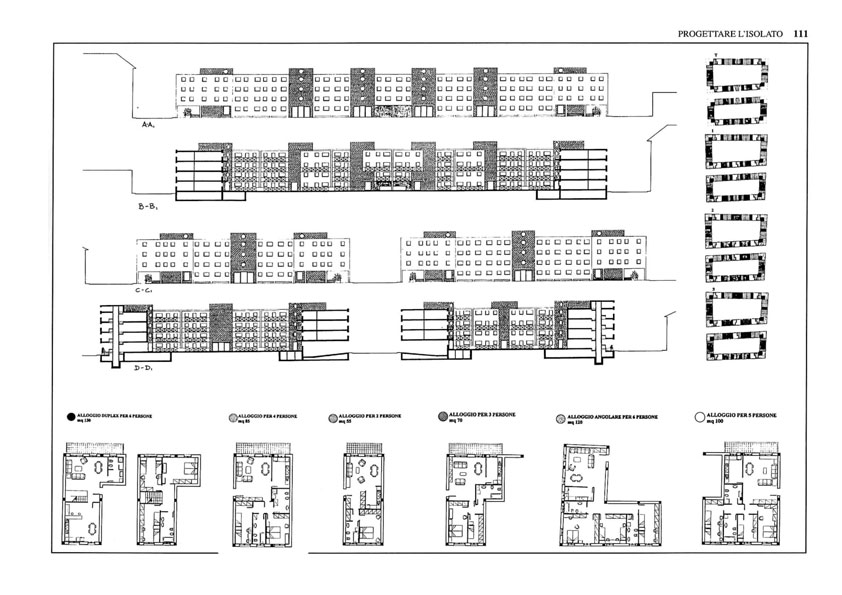 PROGETTARE L'ISOLATO 111
A-A.
B-B.
C-C.
D-D.
ALLOGGIO DUPLEX PER 6 PERSONE
mq 130
ALLOGGIO PER 4 PERSONE
mq 85
ALLOGGIO PER 2 PERSONE
mq 55
ALLOGGIO PER 3 PERSONE
mq 70
ALLOGGIO ANGOLARE PER 6 PERSONE
mq 120
ALLOGGIO PER 5 PERSONE
mq 100